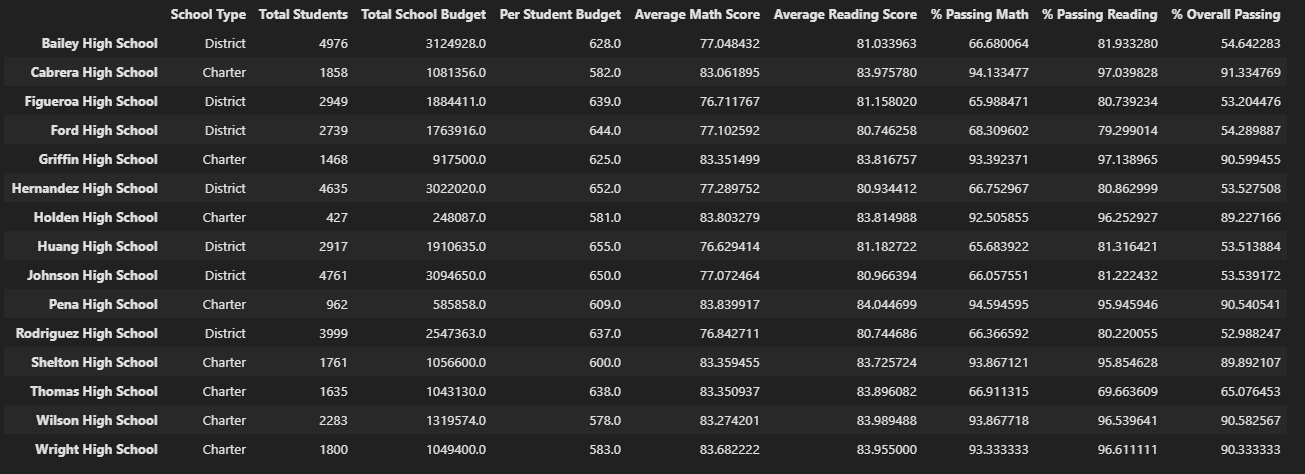 School Type Total Students Total School Budget Per Student Budget Average Math Score Average Reading Score % Passing Math % Passing Reading % Overall Passing
Bailey High School District 4976 3124928.0 628.0 77.048432 81.033963 66.680064 81.933280 54.642283
Cabrera High School Charter 1858 1081356.0 582.0 83.061895 83.975780 94.133477 97.039828 91.334769
Figueroa High School District 2949 1884411.0 639.0 76.711767 81.158020 65.988471 80.739234 53.204476
Ford High School District 2739 1763916.0 644.0 77.102592 80.746258 68.309602 79.299014 54.289887
Griffin High School Charter 1468 917500.0 625.0 83.351499 83.816757 93.392371 97.138965 90.599455
Hernandez High School District 4635 3022020.0 652.0 77.289752 80.934412 66.752967 80.862999 53.527508
Holden High School Charter 427 248087.0 581.0 83.803279 83.814988 92.505855 96.252927 89.227166
Huang High School District 2917 1910635.0 655.0 76.629414 81.182722 65.683922 81.316421 53.513884
Johnson High School District 4761 3094650.0 650.0 77.072464 80.966394 66.057551 81.222432 53.539172
Pena High School Charter 962 585858.0 609.0 83.839917 84.044699 94.594595 95.945946 90.540541
Rodriguez High School District 3999 2547363.0 637.0 76.842711 80.744686 66.366592 80.220055 52.988247
Shelton High School Charter 1761 1056600.0 600.0 83.359455 83.725724 93.867121 95.854628 89.892107
Thomas High School Charter 1635 1043130.0 638.0 83.350937 83.896082 66.911315 69.663609 65.076453
Wilson High School Charter 2283 1319574.0 578.0 83.274201 83.989488 93.867718 96.539641 90.582567
Wright High School Charter 1800 1049400.0 583.0 83.682222 83.955000 93.333333 96.611111 90.333333